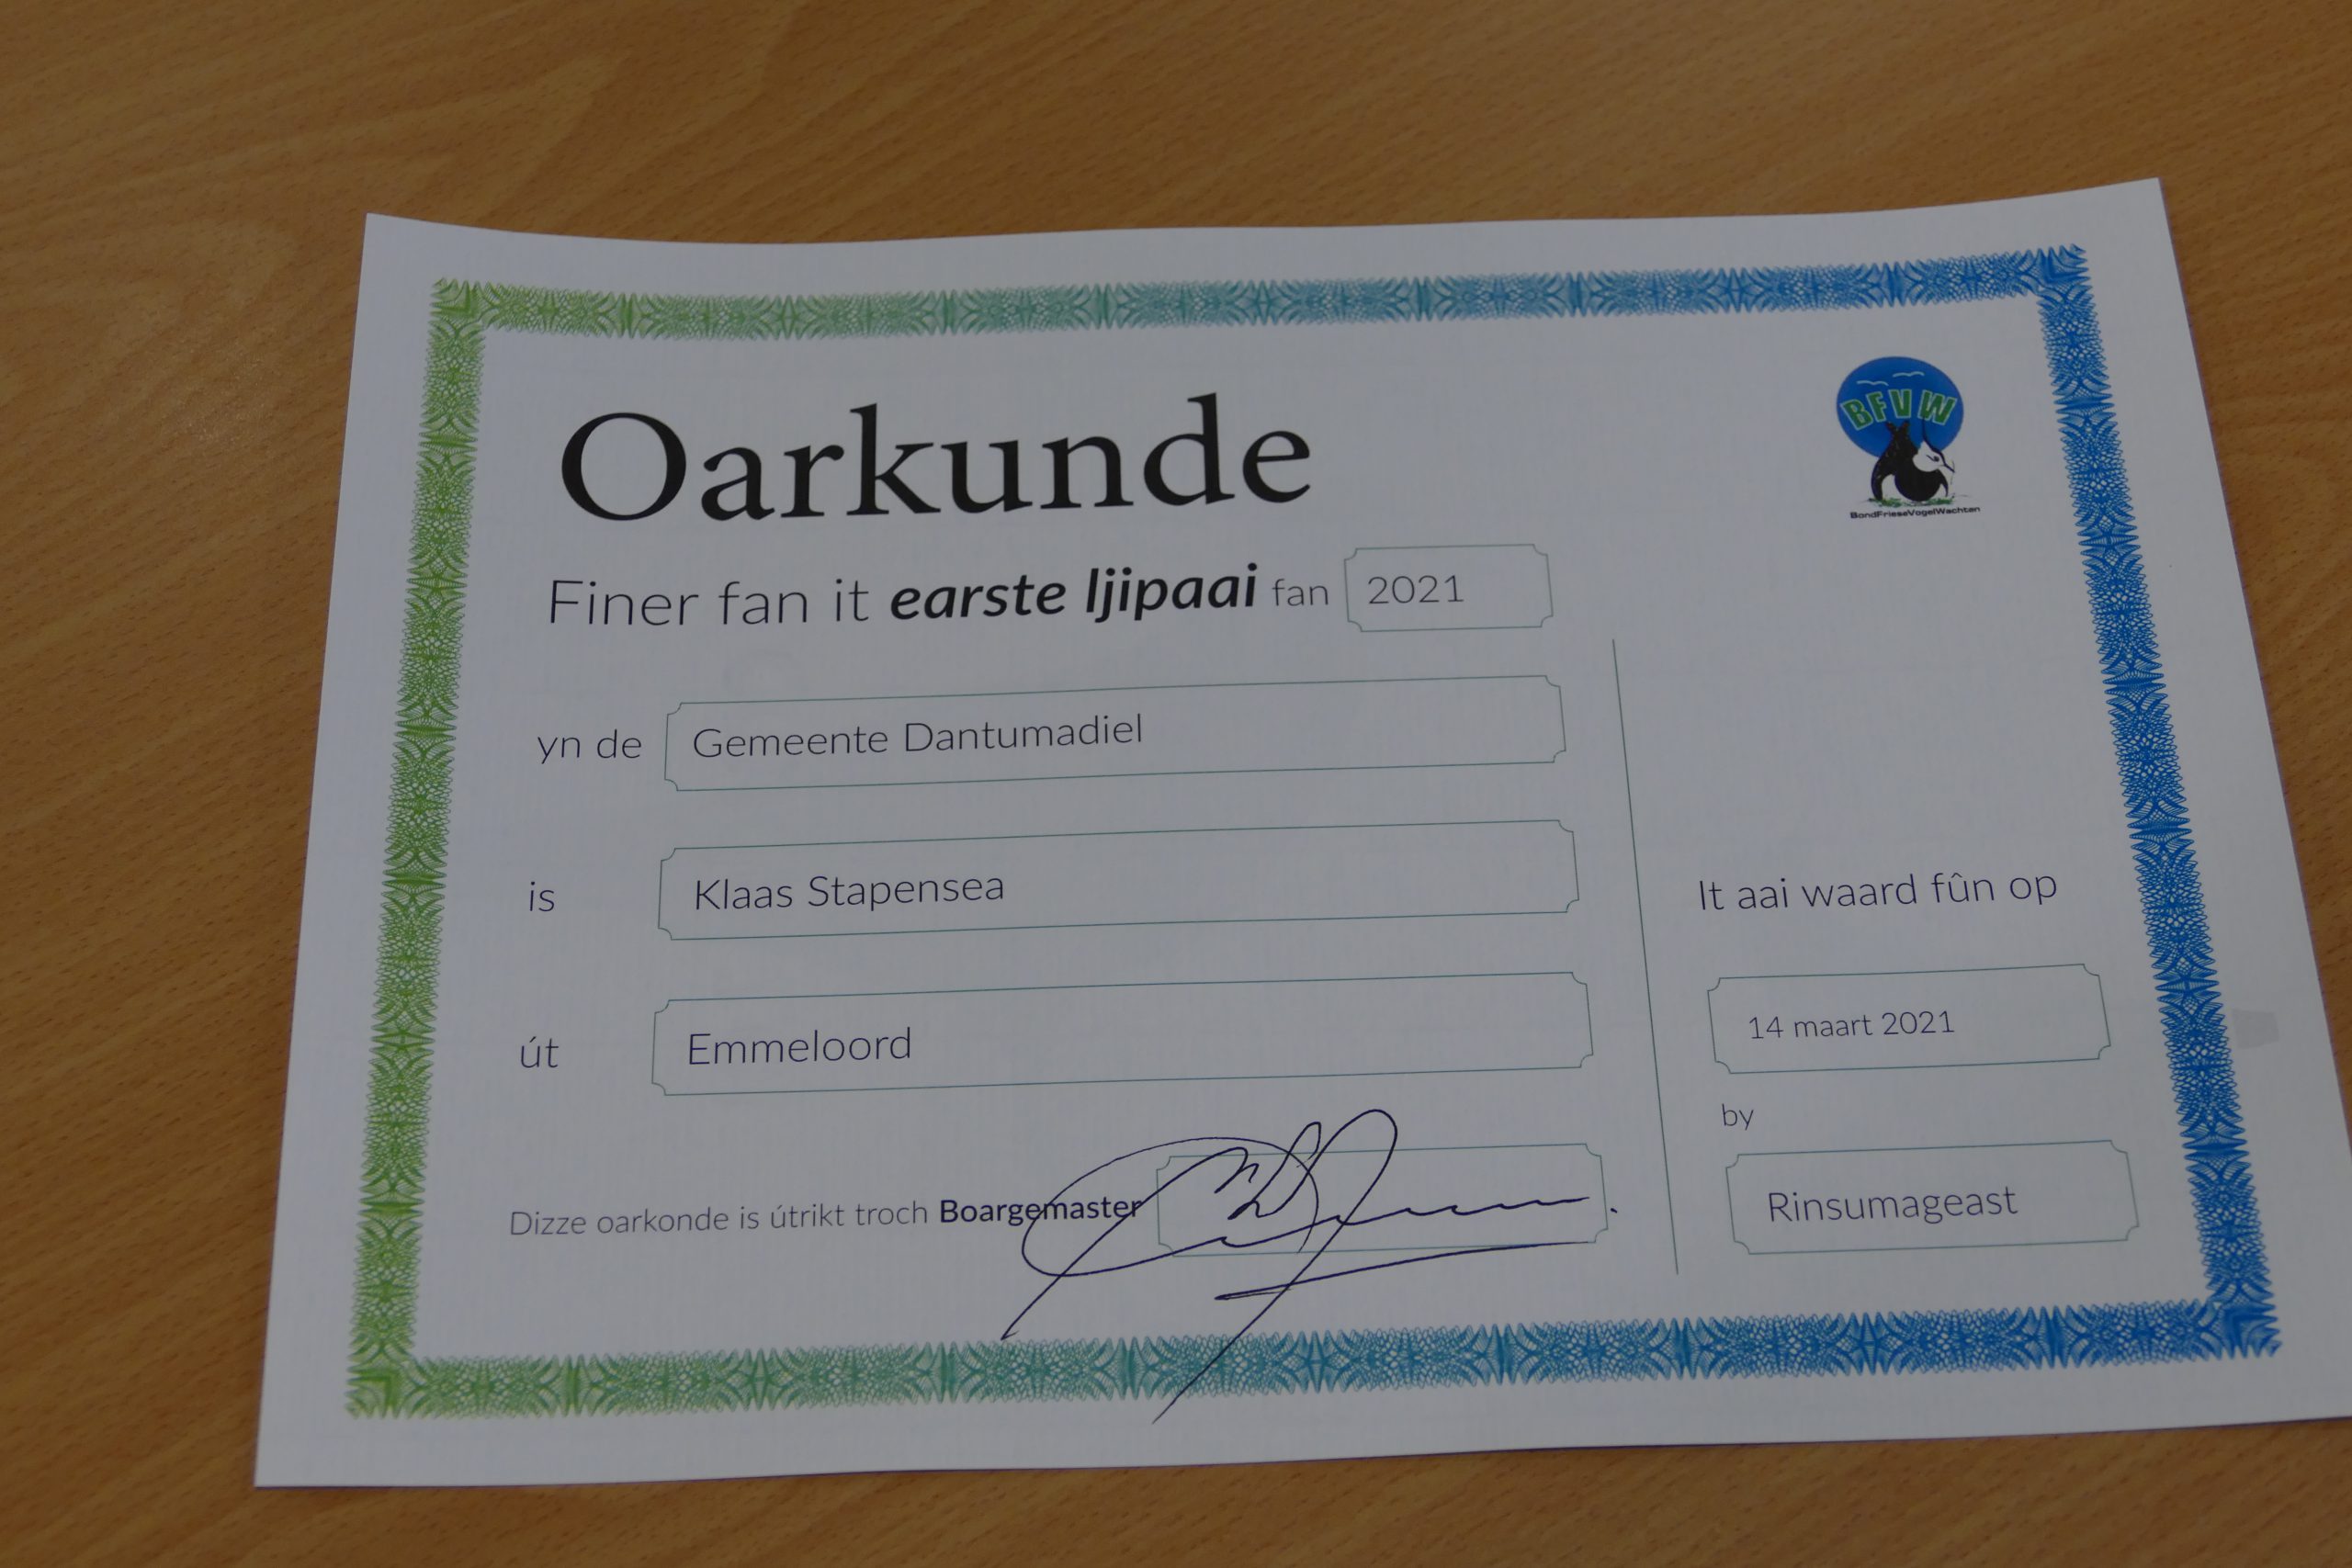 Oarkunde
BFVW
BondFrieseVogelWachten
Finer fan it earste ljipaai fan 2021
yn de Gemeente Dantumadiel
is Klaas Stapensea
út Emmeloord
Dizze oarkonde is útrikt troch Boargemaster
It aai waard fûn op
14 maart 2021
by
Rinsumageast